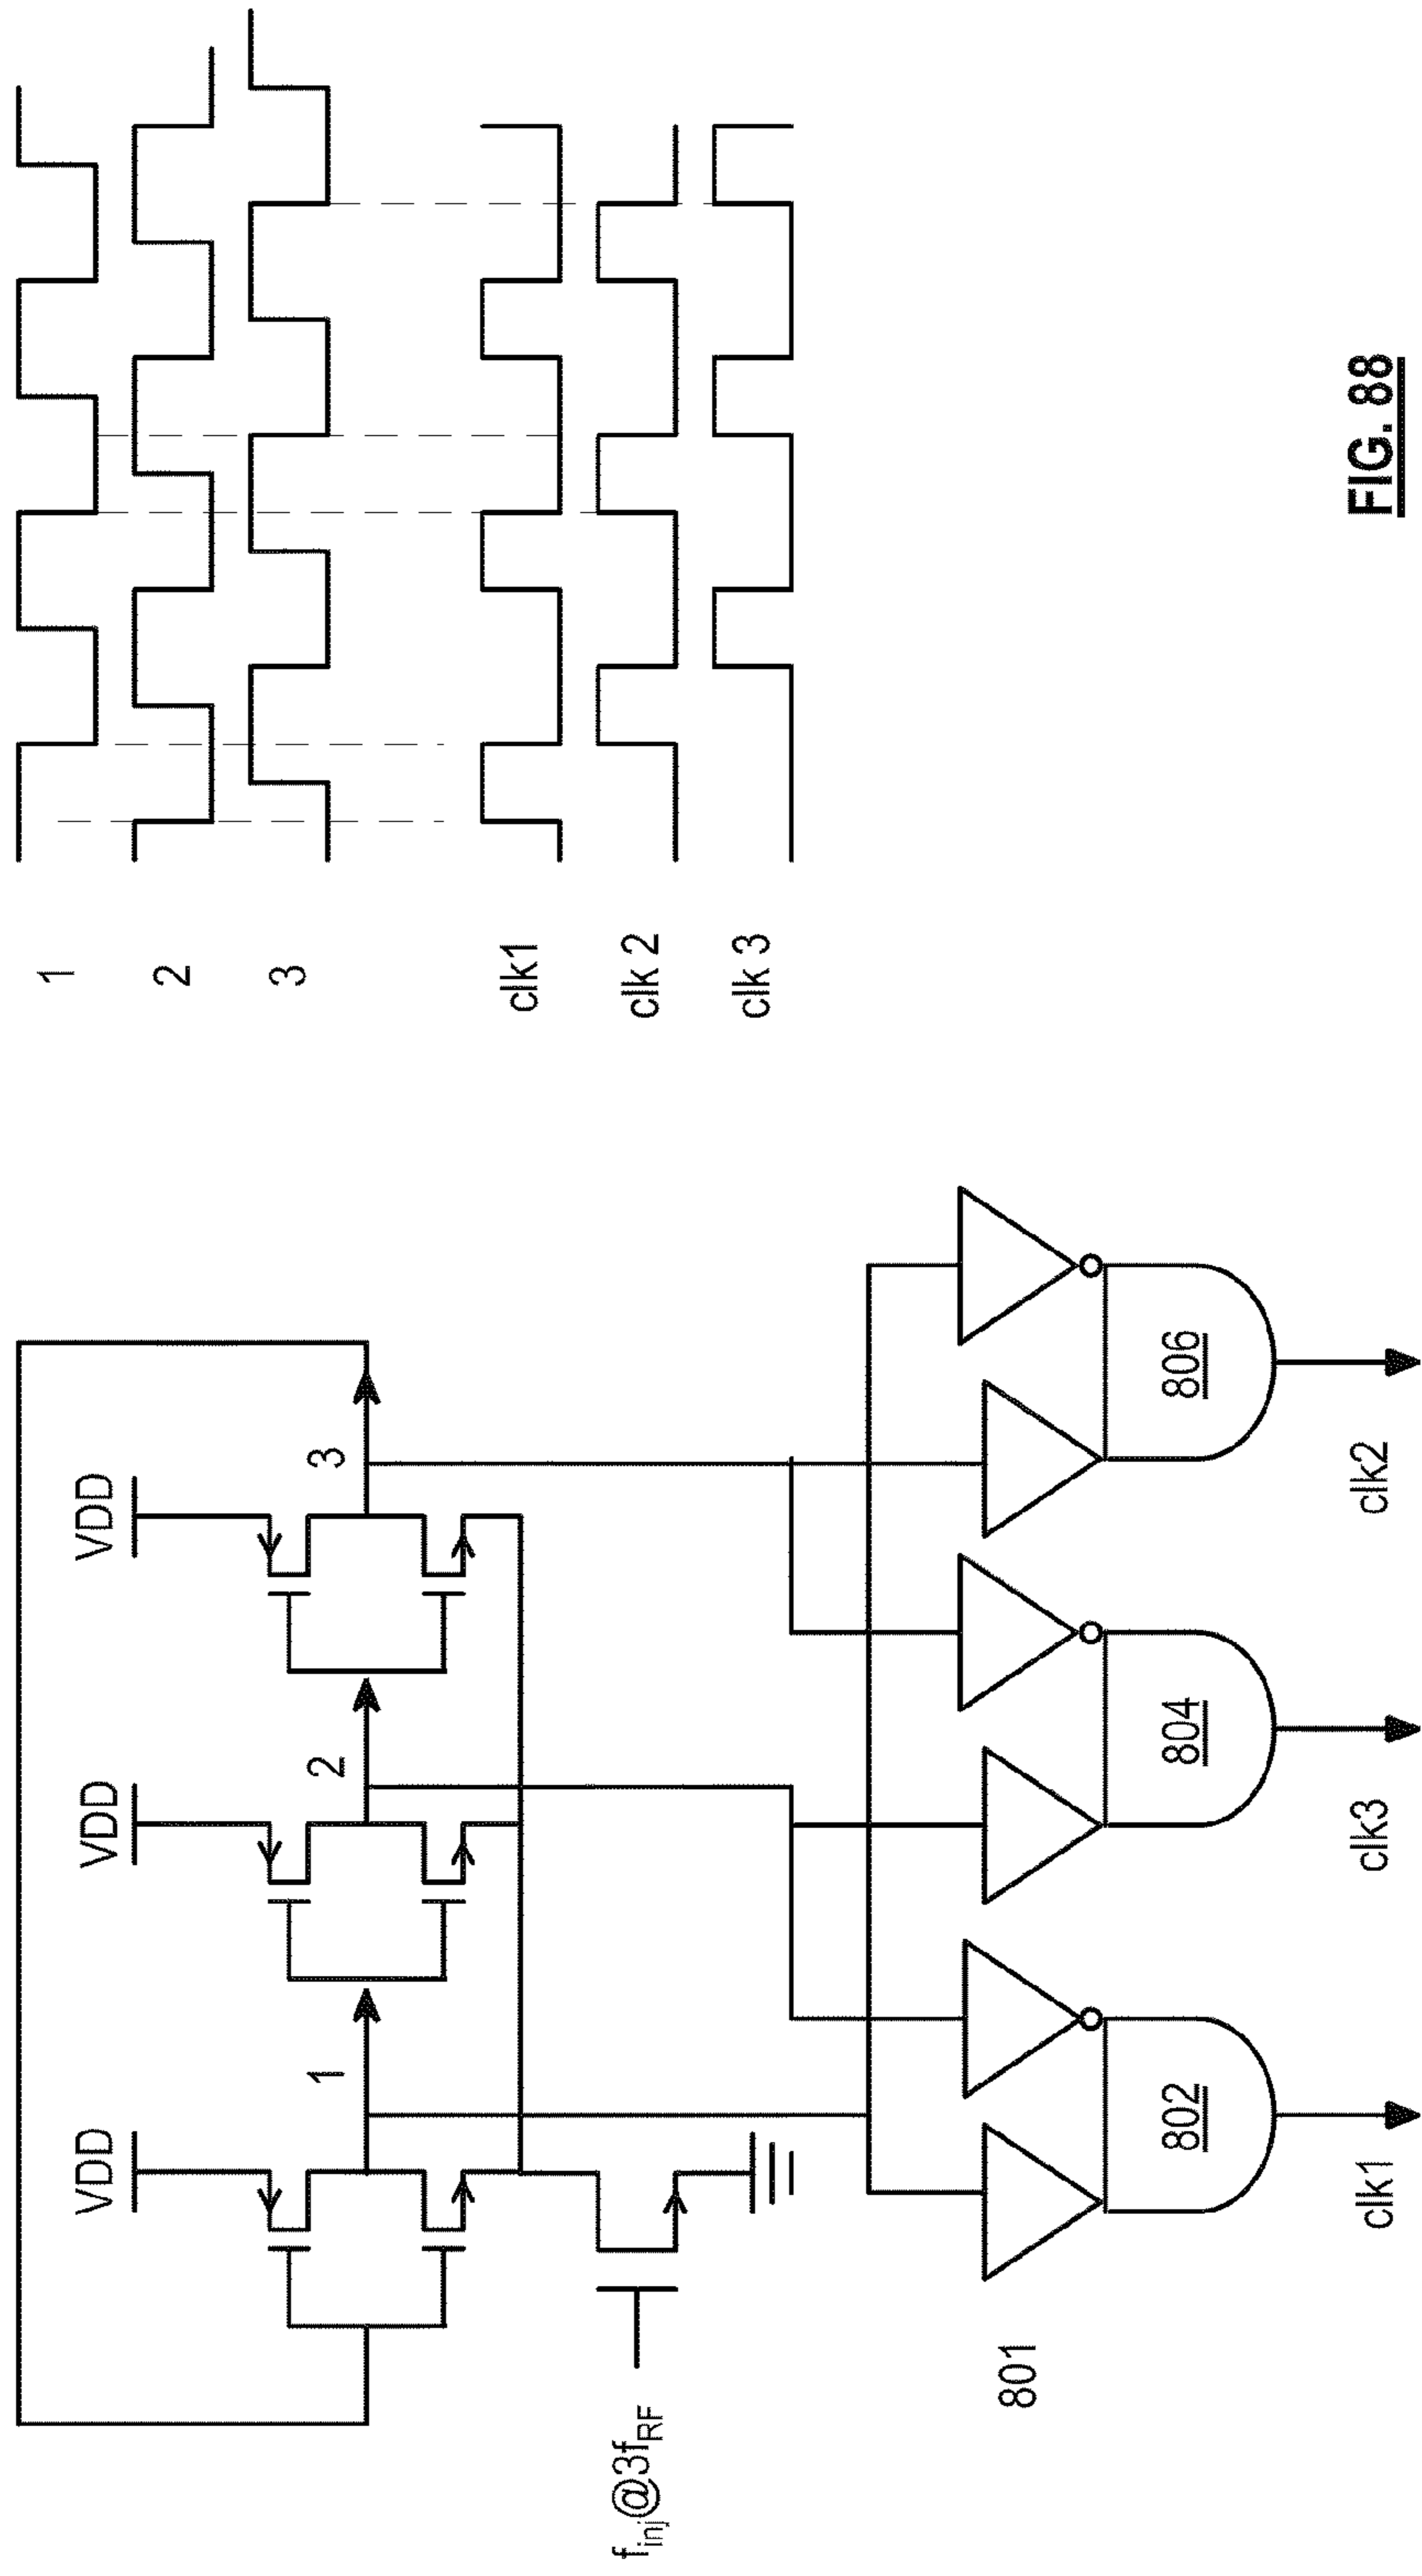 VDD
VDD
VDD
1
2
3
f_inj@3f_RF
801
802
804
806
clk1
clk3
clk2
1
2
3
clk1
clk 2
clk 3
FIG. 88